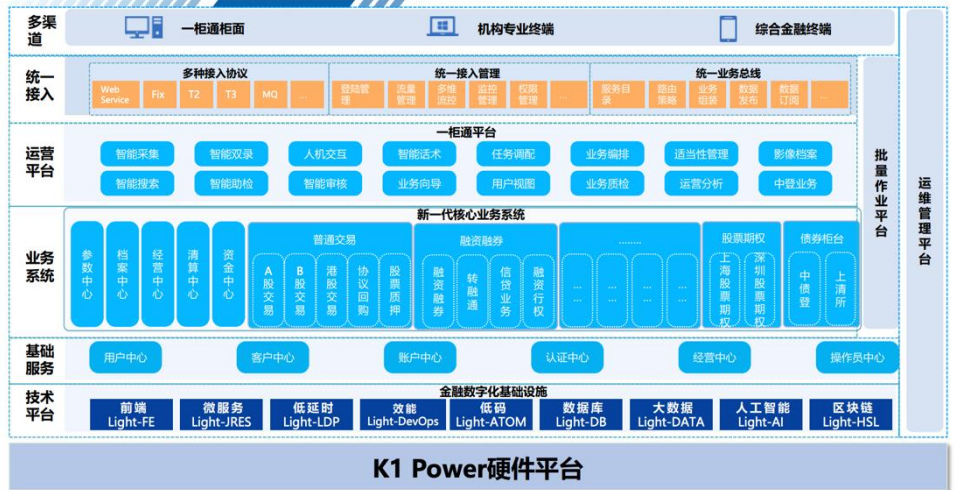 多渠道
一柜通柜面
机构专业终端
综合金融终端
统一接入
多种接入协议
Web Service
Fix
T2
T3
MQ
...
统一接入管理
登陆管理
流量管理
多维流控
监控管理
权限管理
...
统一业务总线
服务目录
路由策略
业务组装
数据发布
数据订阅
...
运营平台
一柜通平台
智能采集
智能双录
人机交互
智能话术
任务调配
业务编排
适当性管理
影像档案
智能搜索
智能助检
智能审核
业务向导
用户视图
业务质检
运营分析
中登业务
业务系统
新一代核心业务系统
参数中心
档案中心
经营中心
清算中心
资金中心
普通交易
A股交易
B股交易
港股交易
协议回购
股票质押
融资融券
融资融券
转融通
信贷业务
融资行权
........
...
...
...
...
...
...
...
...
股票期权
上海股票期权
深圳股票期权
债券柜台
中债登
上清所
批量作业平台
运维管理平台
基础服务
用户中心
客户中心
账户中心
认证中心
经营中心
操作员中心
技术平台
金融数字化基础设施
前端
Light-FE
微服务
Light-JRES
低延时
Light-LDP
效能
Light-DevOps
低码
Light-ATOM
数据库
Light-DB
大数据
Light-DATA
人工智能
Light-AI
区块链
Light-HSL
K1 Power硬件平台